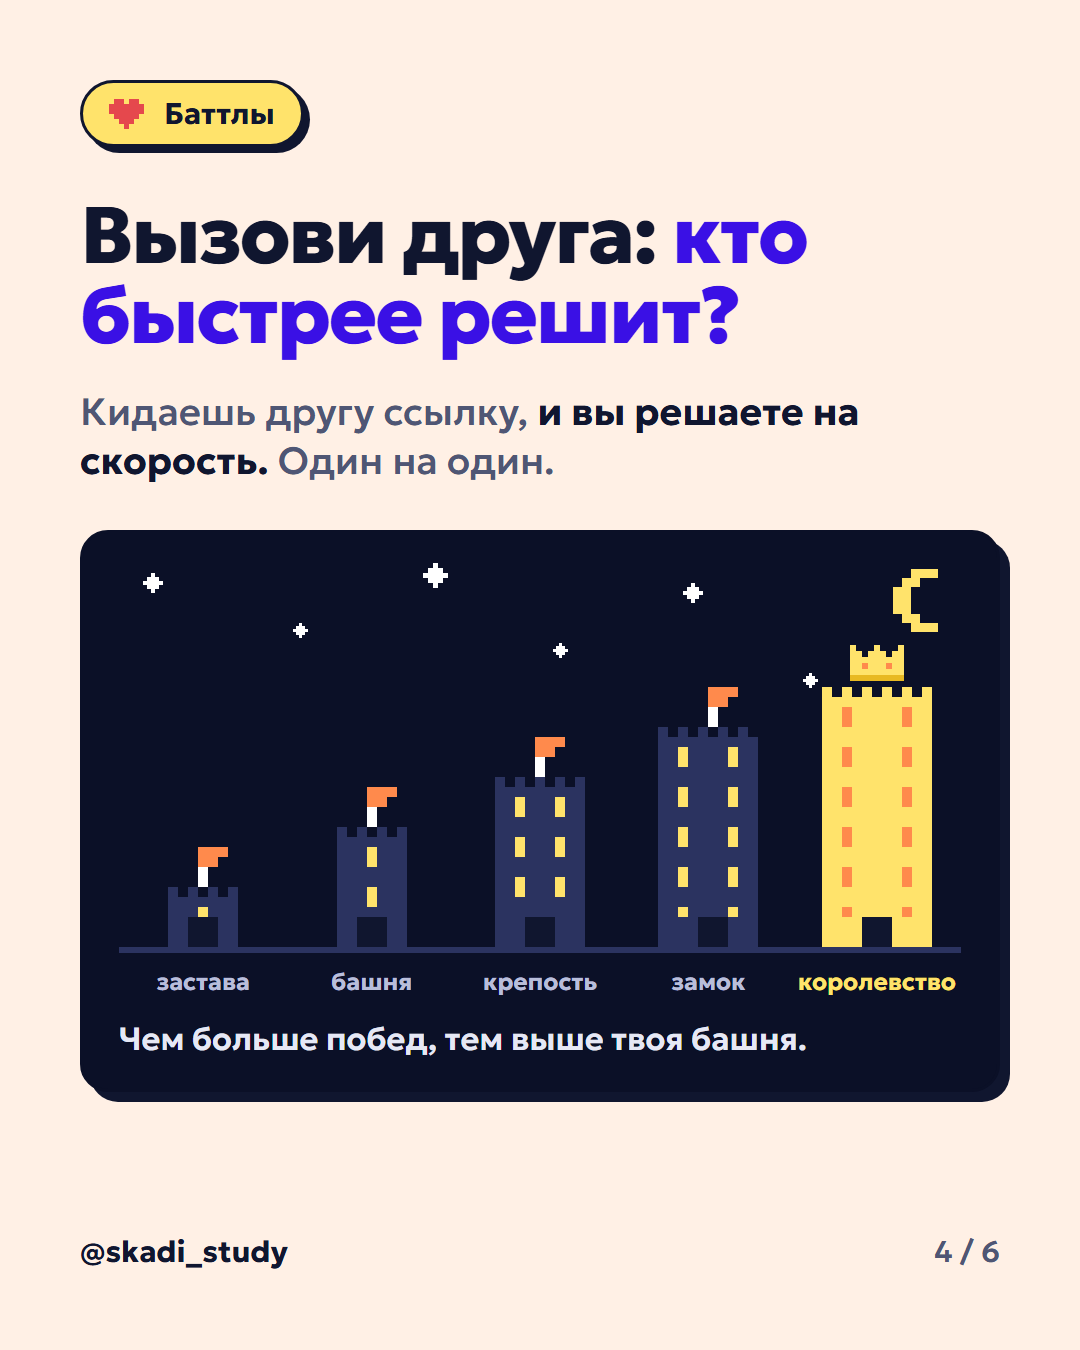 Баттлы
Вызови друга: кто
быстрее решит?
Кидаешь другу ссылку, и вы решаете на
скорость. Один на один.
застава башня крепость замок королевство
Чем больше побед, тем выше твоя башня.
@skadi_study 4 / 6